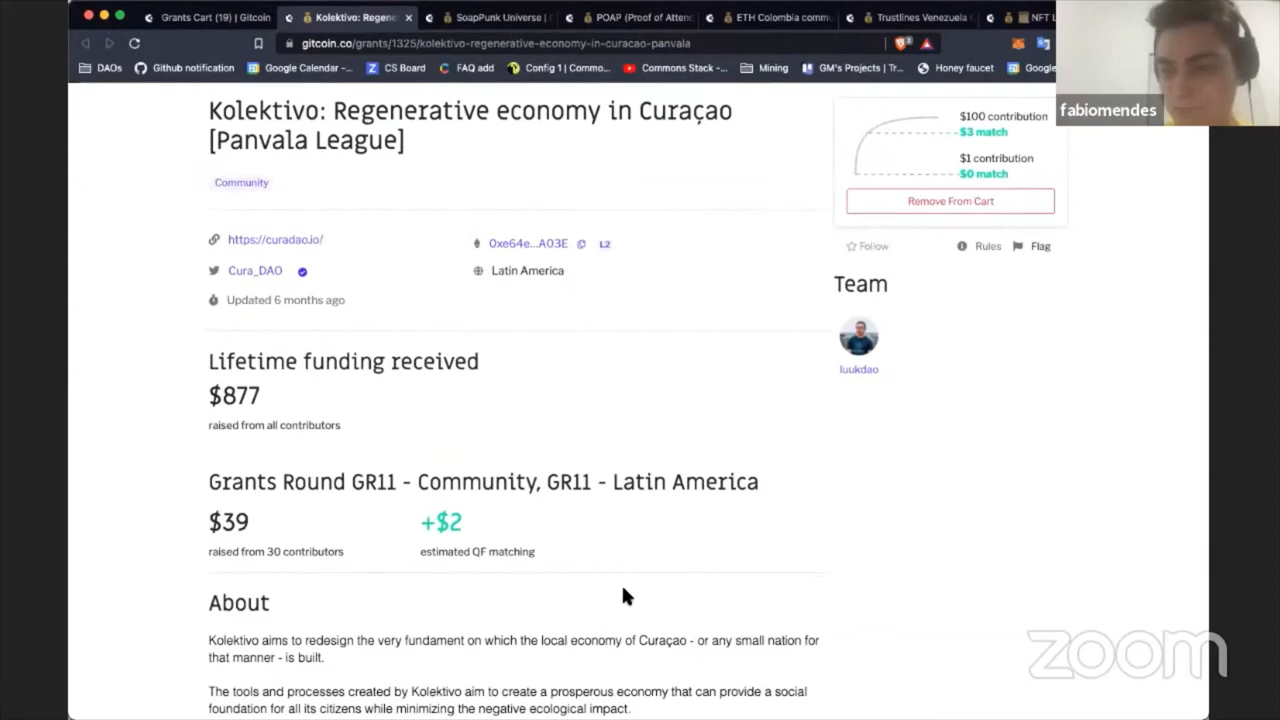 Grants Cart (19) | Gitcoin
Kolektivo: Regene
SoapPunk Universe |
POAP (Proof of Atten
ETH Colombia comm
Trustlines Venezuela
NFT L
gitcoin.co/grants/1325/kolektivo-regenerative-economy-in-curacao-panvala
DAOs
Github notification
Google Calendar -...
CS Board
FAQ add
Config 1 | Commo...
Commons Stack -...
Mining
GM's Projects | Tr...
Honey faucet
Google
fabiomendes
Kolektivo: Regenerative economy in Curaçao
[Panvala League]
Community
https://curadao.io/
0xe64e...A03E
L2
Cura_DAO
Latin America
Updated 6 months ago
Lifetime funding received
$877
raised from all contributors
Grants Round GR11 - Community, GR11 - Latin America
$39
+$2
raised from 30 contributors
estimated QF matching
About
Kolektivo aims to redesign the very fundament on which the local economy of Curaçao - or any small nation for
that manner - is built.
The tools and processes created by Kolektivo aim to create a prosperous economy that can provide a social
foundation for all its citizens while minimizing the negative ecological impact.
$100 contribution
$3 match
$1 contribution
$0 match
Remove From Cart
Follow
Rules
Flag
Team
luukdao
zoom